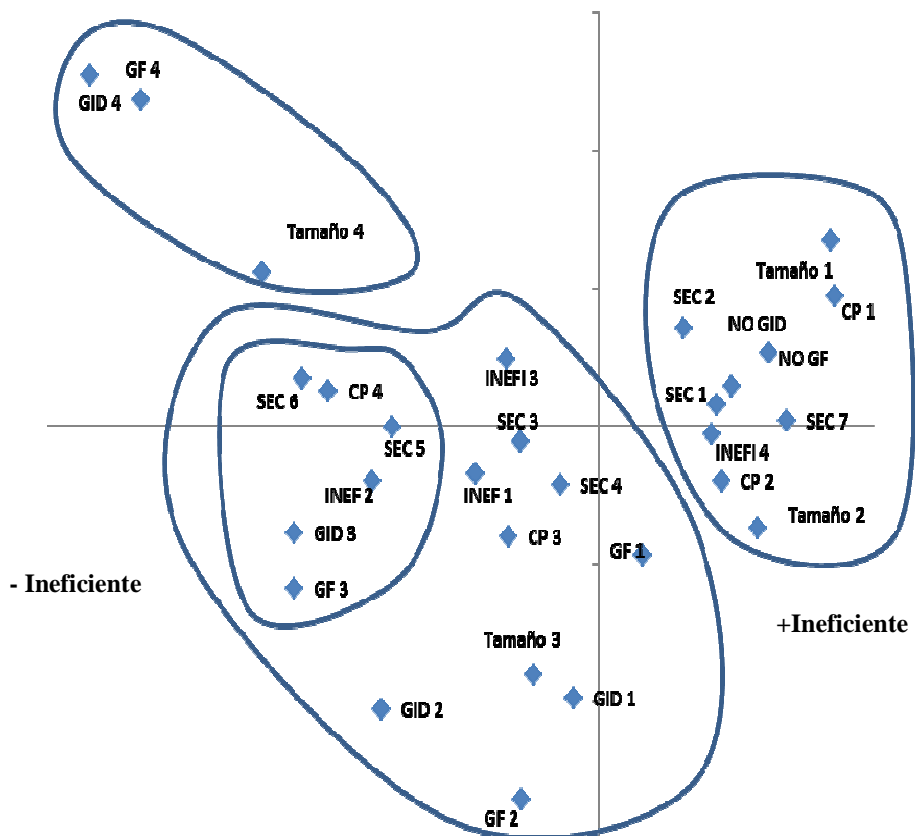 GF 4
GID 4
Tamaño 4
Tamaño 1
SEC 2
CP 1
NO GID
NO GF
INEFI 3
SEC 6
CP 4
SEC 1
SEC 3
SEC 7
SEC 5
INEFI 4
INEF 2
INEF 1
SEC 4
CP 2
Tamaño 2
GID 3
CP 3
GF 1
- Ineficiente
GF 3
+Ineficiente
Tamaño 3
GID 1
GID 2
GF 2